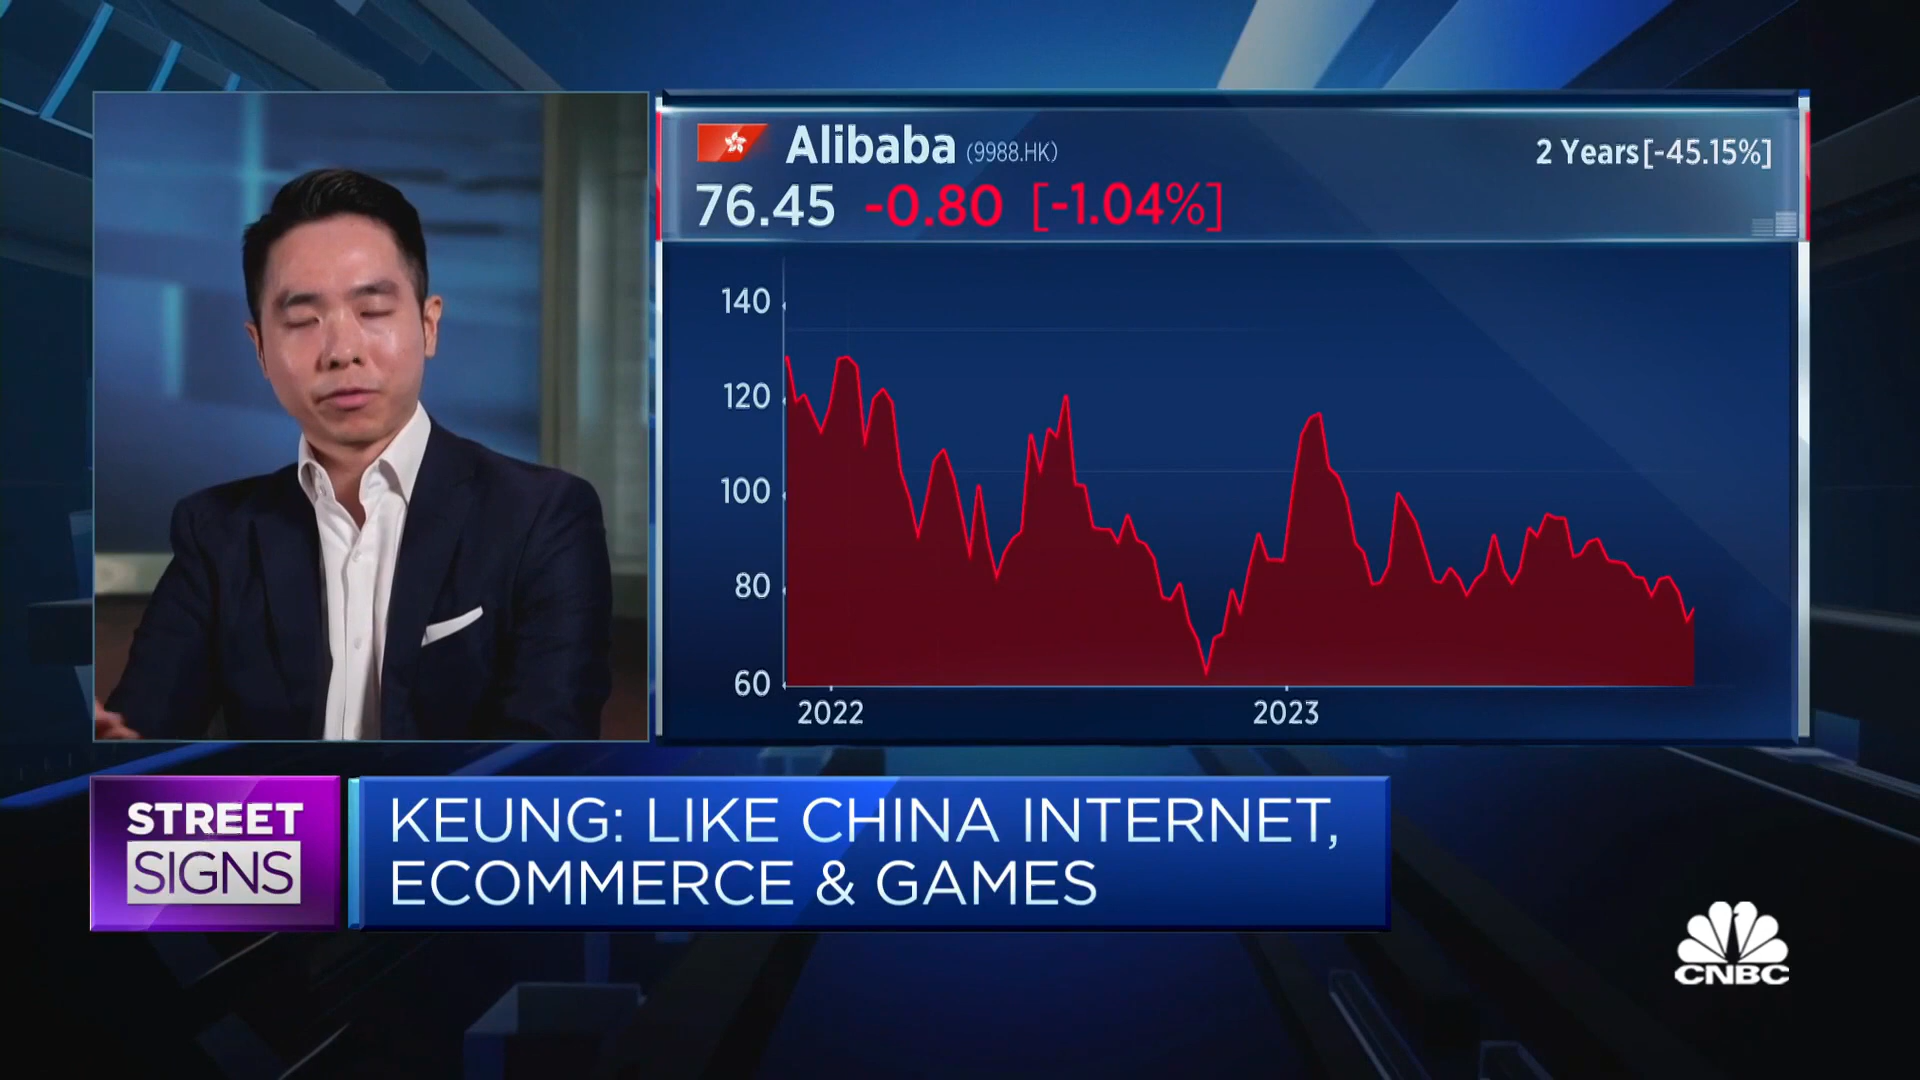 Alibaba (9988.HK)
2 Years[-45.15%]
76.45 -0.80 [-1.04%]
140
120
100
80
60
2022 2023
STREET
SIGNS
KEUNG: LIKE CHINA INTERNET,
ECOMMERCE & GAMES
CNBC